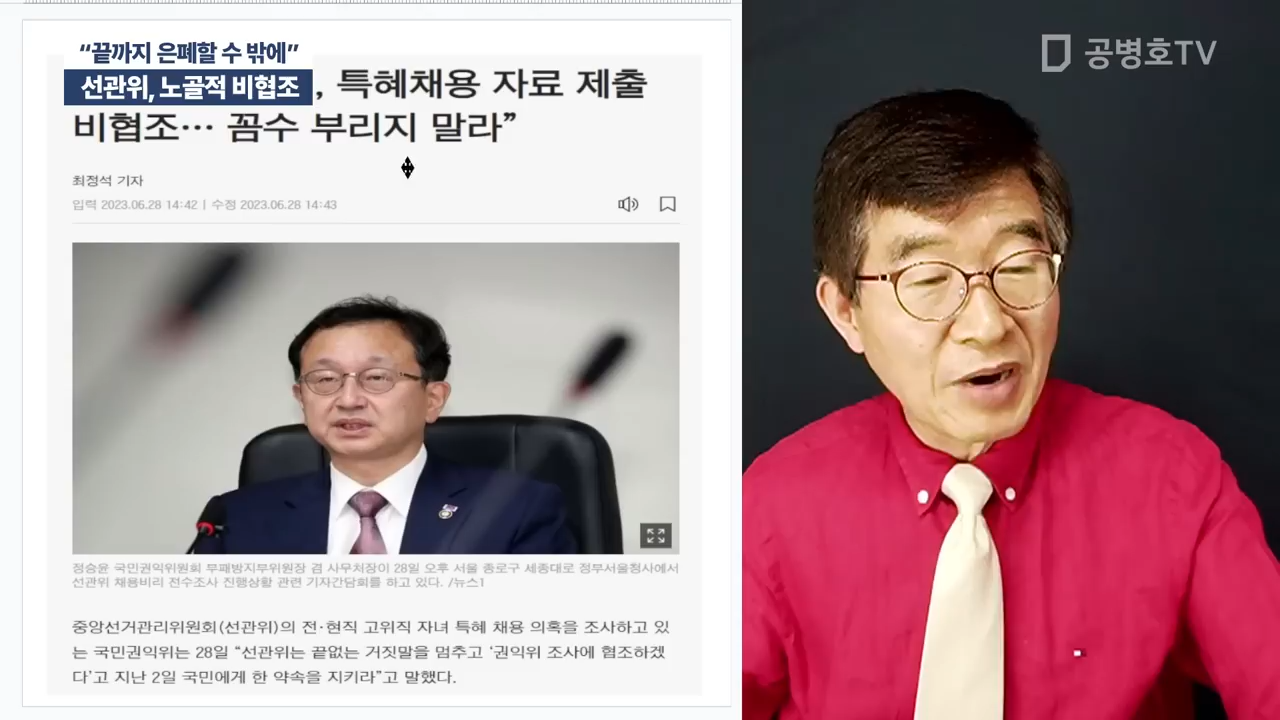 “끝까지 은폐할 수 밖에”
선관위, 노골적 비협조
, 특혜채용 자료 제출
비협조… 꼼수 부리지 말라”
최정석 기자
입력 2023.06.28 14:42 | 수정 2023.06.28 14:43
정승윤 국민권익위원회 부패방지부위원장 겸 사무처장이 28일 오후 서울 종로구 세종대로 정부서울청사에서
선관위 채용비리 전수조사 진행상황 관련 기자간담회를 하고 있다. /뉴스1
중앙선거관리위원회(선관위)의 전·현직 고위직 자녀 특혜 채용 의혹을 조사하고 있
는 국민권익위는 28일 “선관위는 끝없는 거짓말을 멈추고 ‘권익위 조사에 협조하겠
다’고 지난 2일 국민에게 한 약속을 지키라”고 말했다.
공병호TV